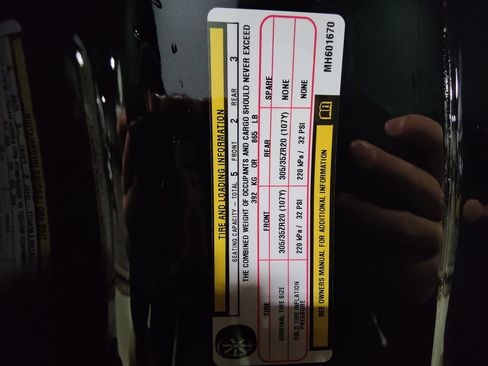 TIRE AND LOADING INFORMATION
SEATING CAPACITY - TOTAL 5 FRONT 2 REAR 3
THE COMBINED WEIGHT OF OCCUPANTS AND CARGO SHOULD NEVER EXCEED
392 KG OR 865 LB
TIRE FRONT REAR SPARE
ORIGINAL TIRE SIZE 305/35ZR20 (107Y) 305/35ZR20 (107Y) NONE
COLD TIRE INFLATION PRESSURE 220 kPa / 32 PSI 220 kPa / 32 PSI NONE
SEE OWNERS MANUAL FOR ADDITIONAL INFORMATION
MH601670